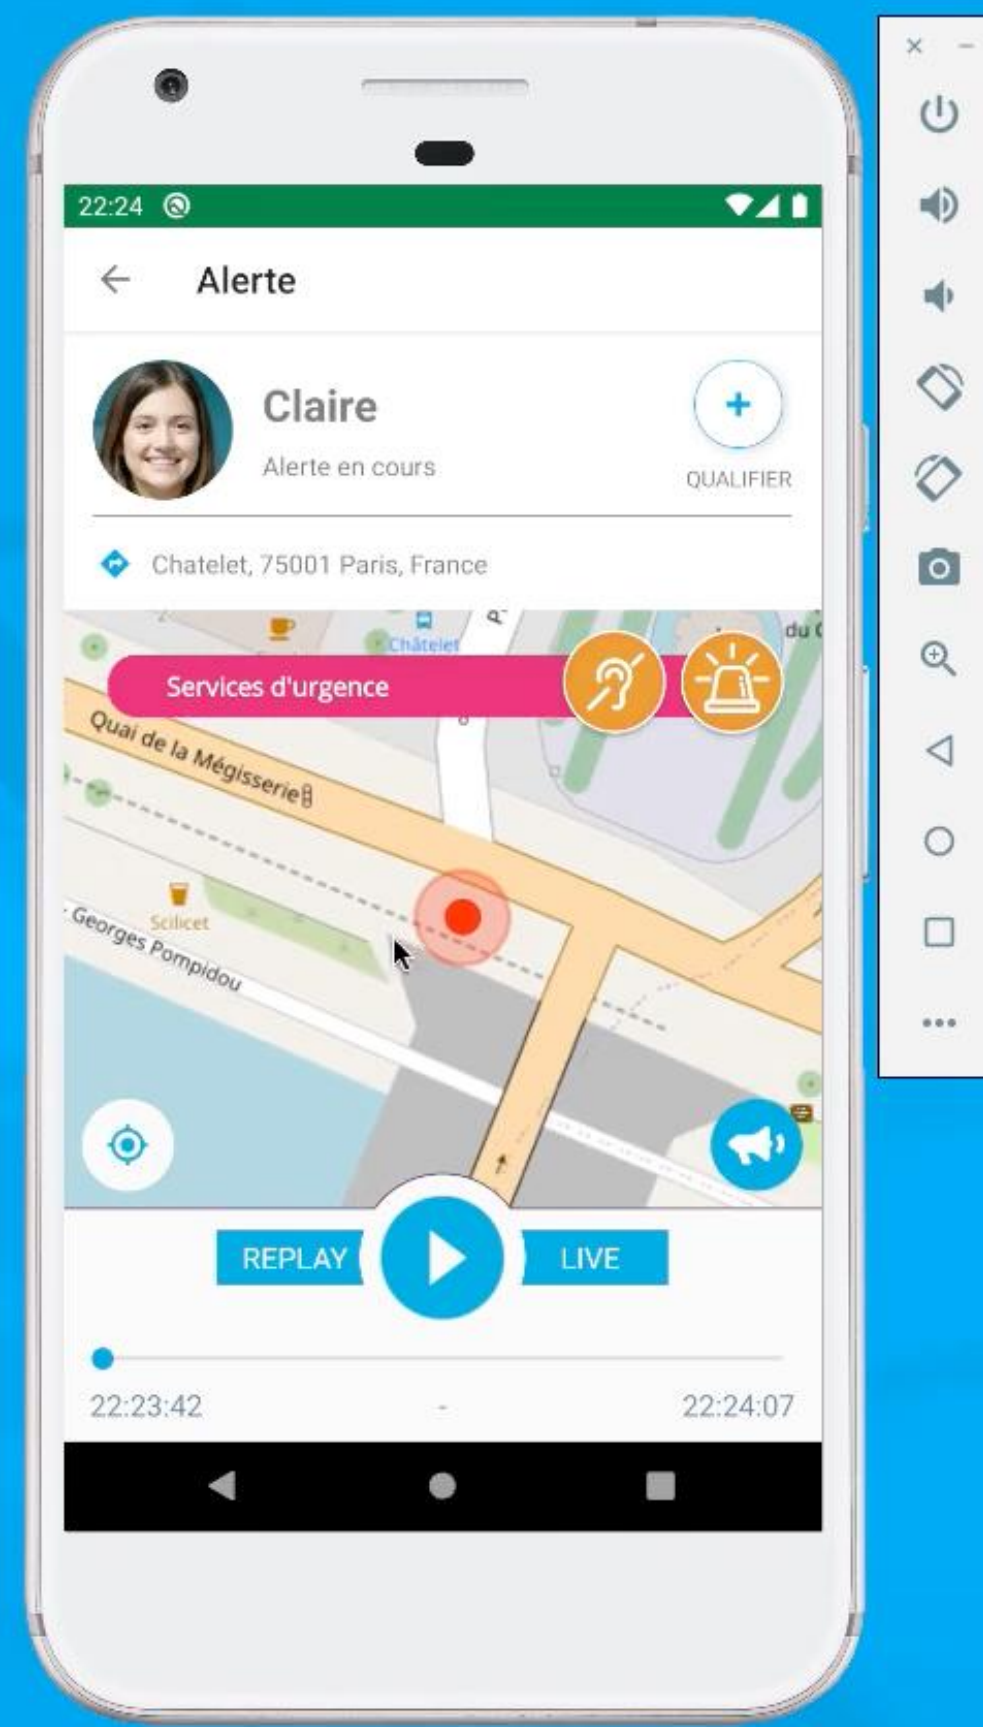 22:24
Alerte
Claire
Alerte en cours
QUALIFIER
Chatelet, 75001 Paris, France
Châtelet
du
Services d'urgence
Quai de la Mégisserie
Scilicet
Georges Pompidou
REPLAY
LIVE
22:23:42
-
22:24:07